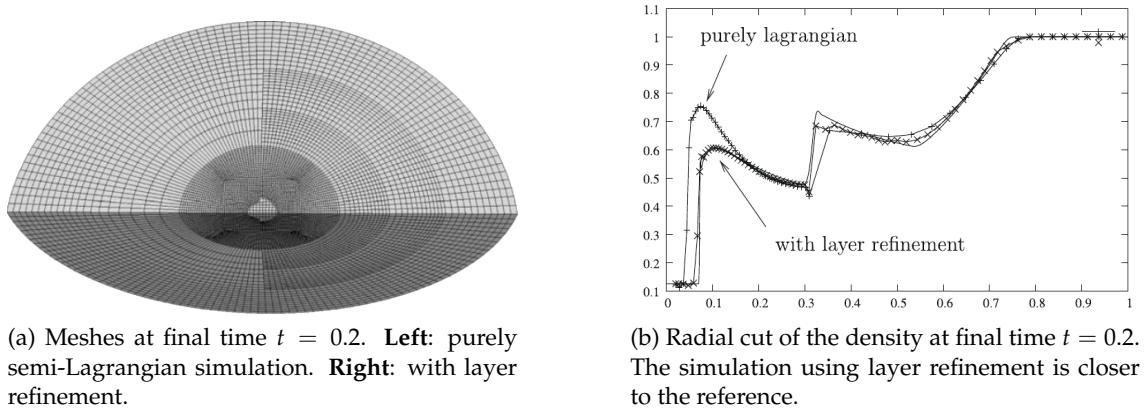 1.1
1
0.9
0.8
0.7
0.6
0.5
0.4
0.3
0.2
0.1
purely lagrangian
with layer refinement
0 0.1 0.2 0.3 0.4 0.5 0.6 0.7 0.8 0.9 1
(a) Meshes at final time t = 0.2. Left: purely
semi-Lagrangian simulation. Right: with layer
refinement.
(b) Radial cut of the density at final time t = 0.2.
The simulation using layer refinement is closer
to the reference.